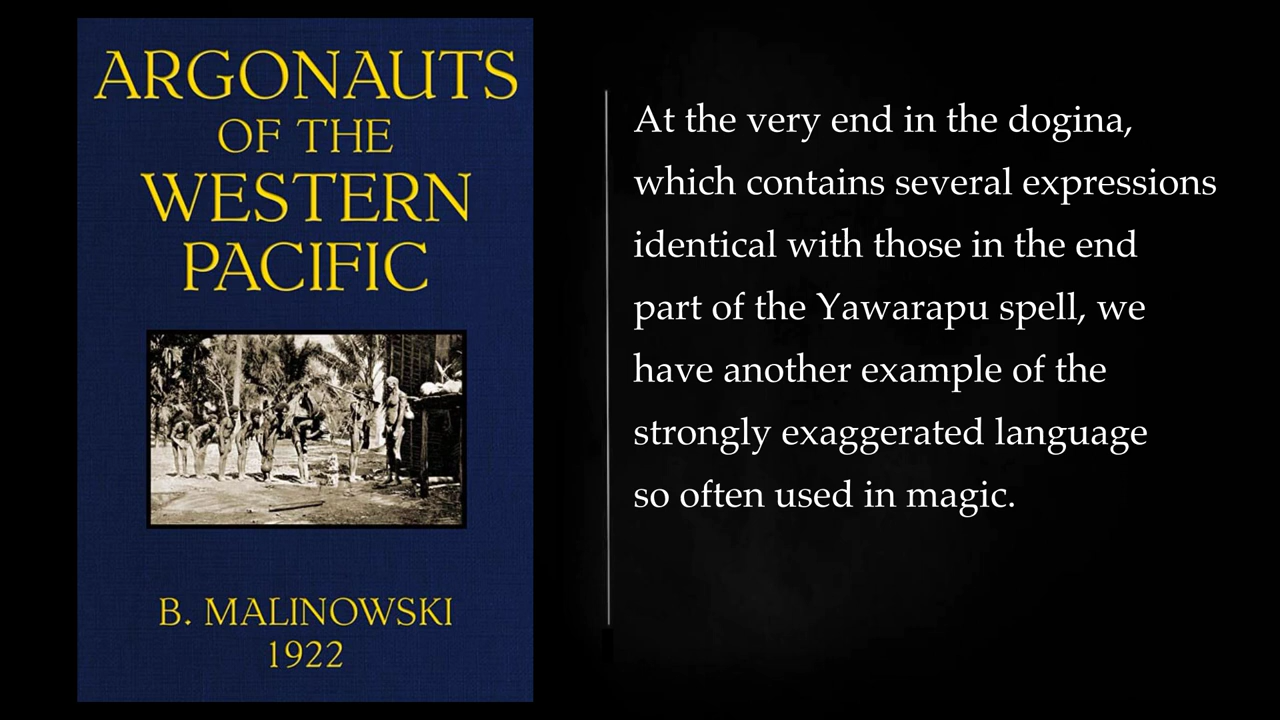 ARGONAUTS
OF THE
WESTERN
PACIFIC
B. MALINOWSKI
1922
At the very end in the dogina,
which contains several expressions
identical with those in the end
part of the Yawarapu spell, we
have another example of the
strongly exaggerated language
so often used in magic.